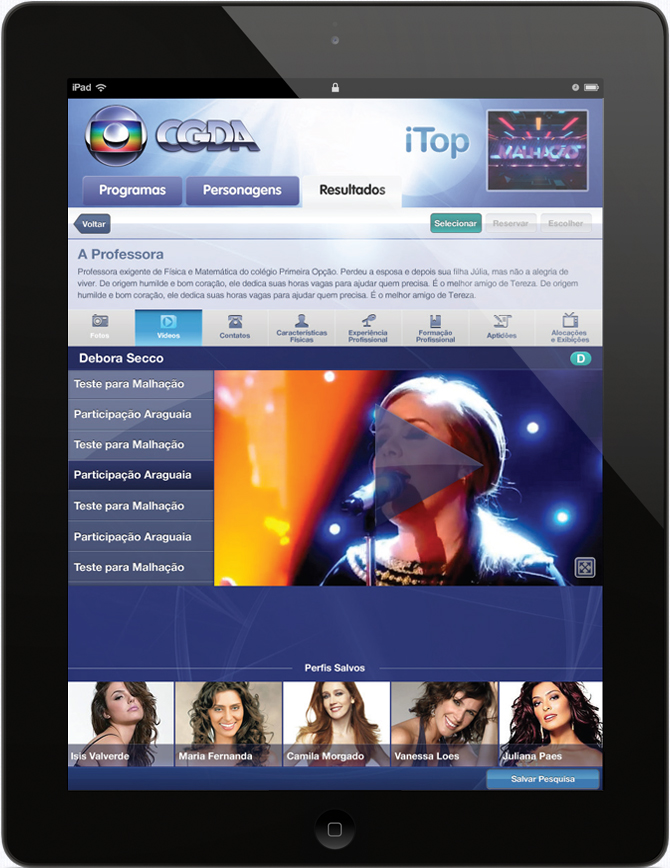 iPad
CGDA
iTop
MALHAÇÃO
Programas
Personagens
Resultados
Voltar
Selecionar
Reservar
Escolher
A Professora
Professora exigente de Física e Matemática do colégio Primeira Opção. Perdeu a esposa e depois sua filha Júlia, mas não a alegria de
viver. De origem humilde e bom coração, ele dedica suas horas vagas para ajudar quem precisa. É o melhor amigo de Tereza. De origem
humilde e bom coração, ele dedica suas horas vagas para ajudar quem precisa. É o melhor amigo de Tereza.
Fotos
Vídeos
Contatos
Características
Físicas
Experiência
Profissional
Formação
Profissional
Aptidões
Alocações
e Exibições
Debora Secco
D
Teste para Malhação
Participação Araguaia
Teste para Malhação
Participação Araguaia
Teste para Malhação
Participação Araguaia
Teste para Malhação
Perfis Salvos
Isis Valverde
Maria Fernanda
Camila Morgado
Vanessa Loes
Juliana Paes
Salvar Pesquisa